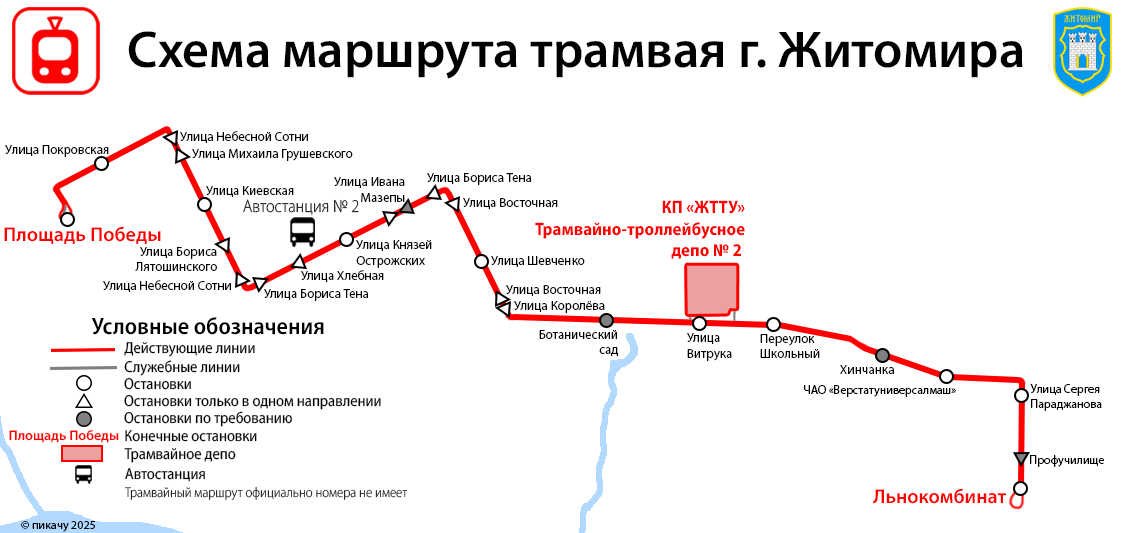 Схема маршрута трамвая г. Житомира
ЖИТОМИР
Улица Покровская
Улица Небесной Сотни
Улица Михаила Грушевского
Улица Киевская
Автостанция № 2
Площадь Победы
Улица Бориса
Лятошинского
Улица Небесной Сотни
Улица Бориса Тена
Улица Хлебная
Улица Князей
Острожских
Улица Ивана
Мазепы
Улица Бориса Тена
Улица Восточная
Улица Шевченко
Улица Восточная
Улица Королёва
Ботанический
сад
КП «ЖТТУ»
Трамвайно-троллейбусное
депо № 2
Улица
Витрука
Переулок
Школьный
Хинчанка
ЧАО «Верстатуниверсалмаш»
Улица Сергея
Параджанова
Профучилище
Льнокомбинат
Условные обозначения
Действующие линии
Служебные линии
Остановки
Остановки только в одном направлении
Остановки по требованию
Площадь Победы Конечные остановки
Трамвайное депо
Автостанция
Трамвайный маршрут официально номера не имеет
© пикачу 2025